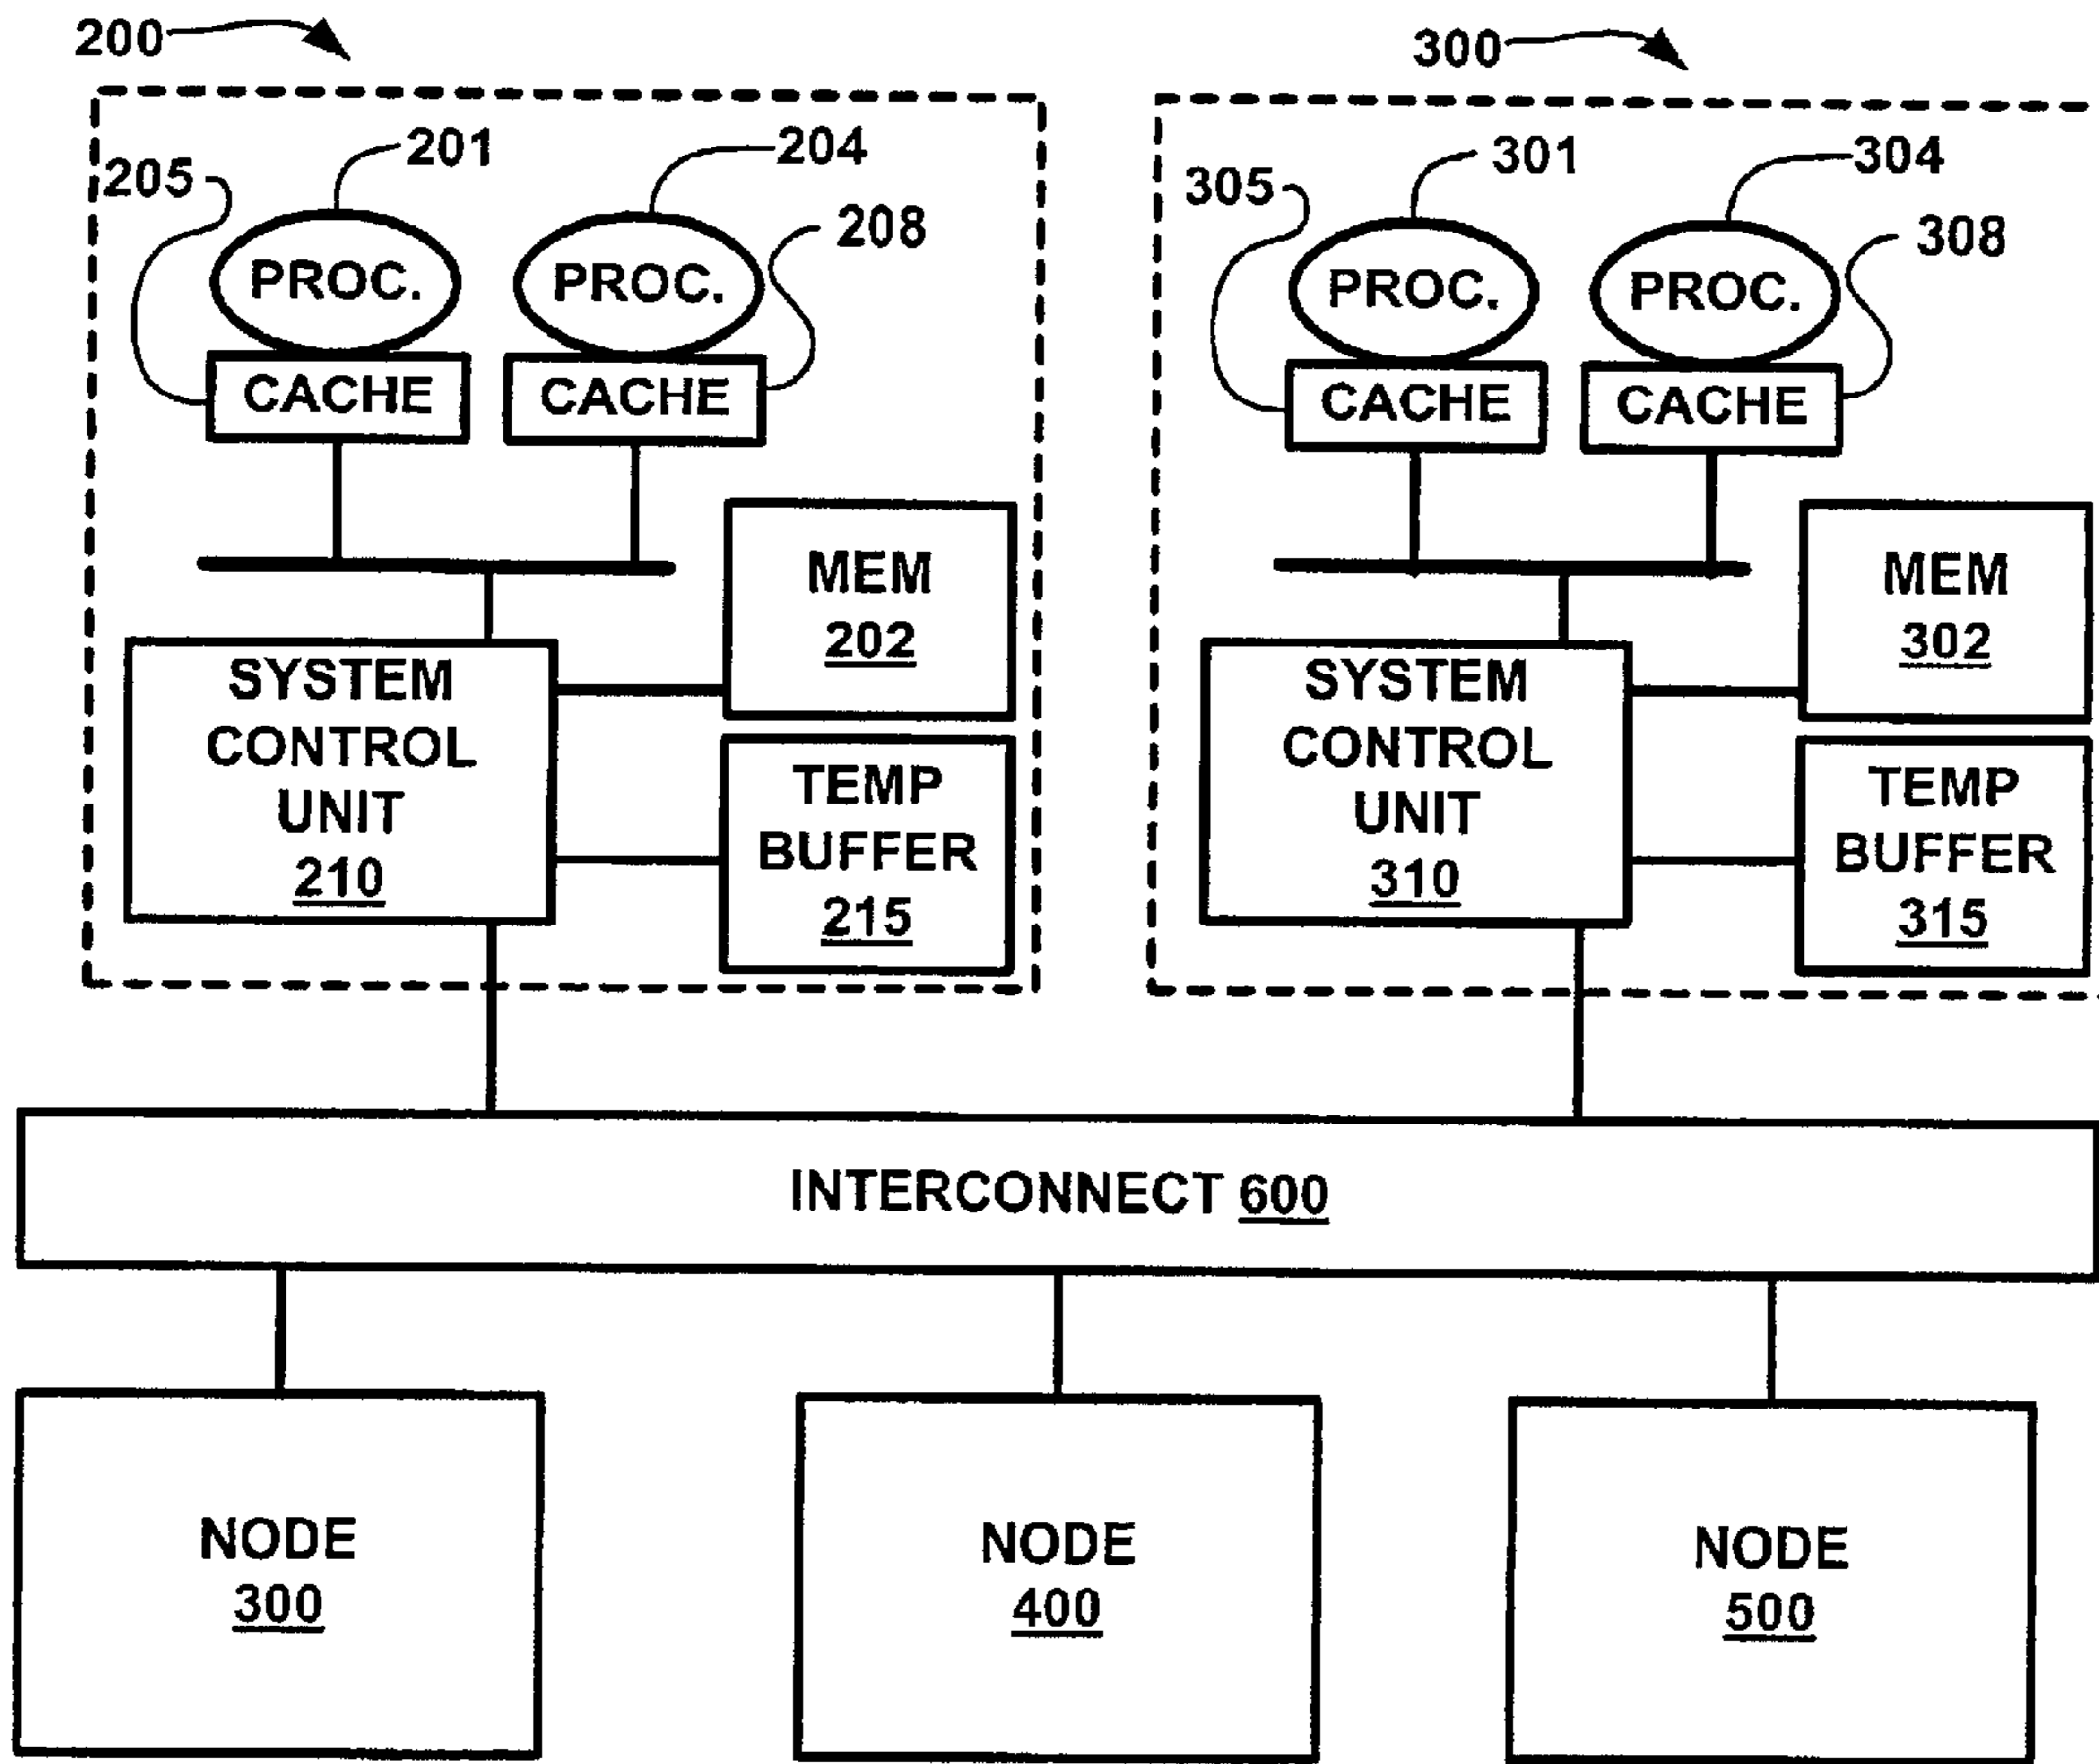 200
300
201
204
205
208
PROC.
PROC.
CACHE
CACHE
MEM
202
SYSTEM
CONTROL
UNIT
210
TEMP
BUFFER
215
301
304
305
308
PROC.
PROC.
CACHE
CACHE
MEM
302
SYSTEM
CONTROL
UNIT
310
TEMP
BUFFER
315
INTERCONNECT 600
NODE
300
NODE
400
NODE
500